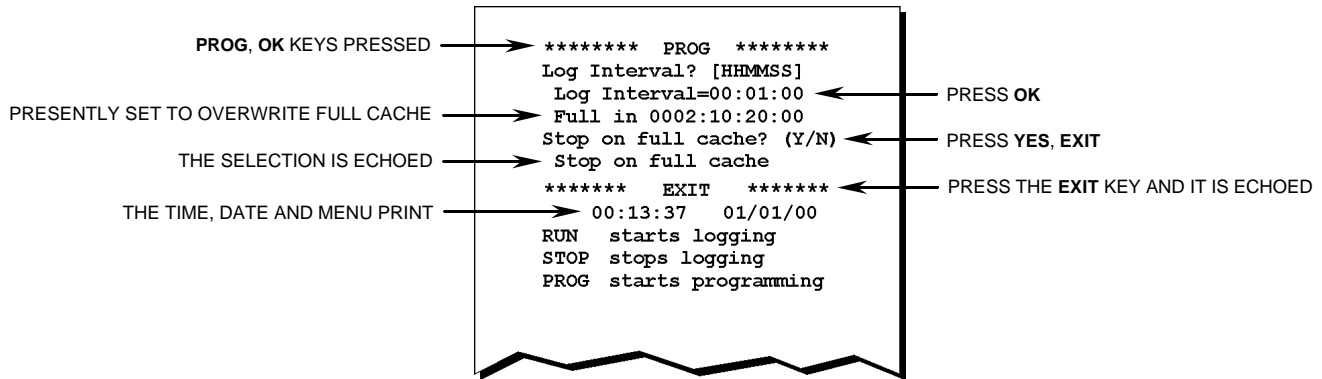 PROG, OK KEYS PRESSED
******** PROG ********
Log Interval? [HHMMSS]
Log Interval=00:01:00
PRESS OK
PRESENTLY SET TO OVERWRITE FULL CACHE
Full in 0002:10:20:00
Stop on full cache? (Y/N)
PRESS YES, EXIT
THE SELECTION IS ECHOED
Stop on full cache
******* EXIT *******
PRESS THE EXIT KEY AND IT IS ECHOED
THE TIME, DATE AND MENU PRINT
00:13:37 01/01/00
RUN starts logging
STOP stops logging
PROG starts programming